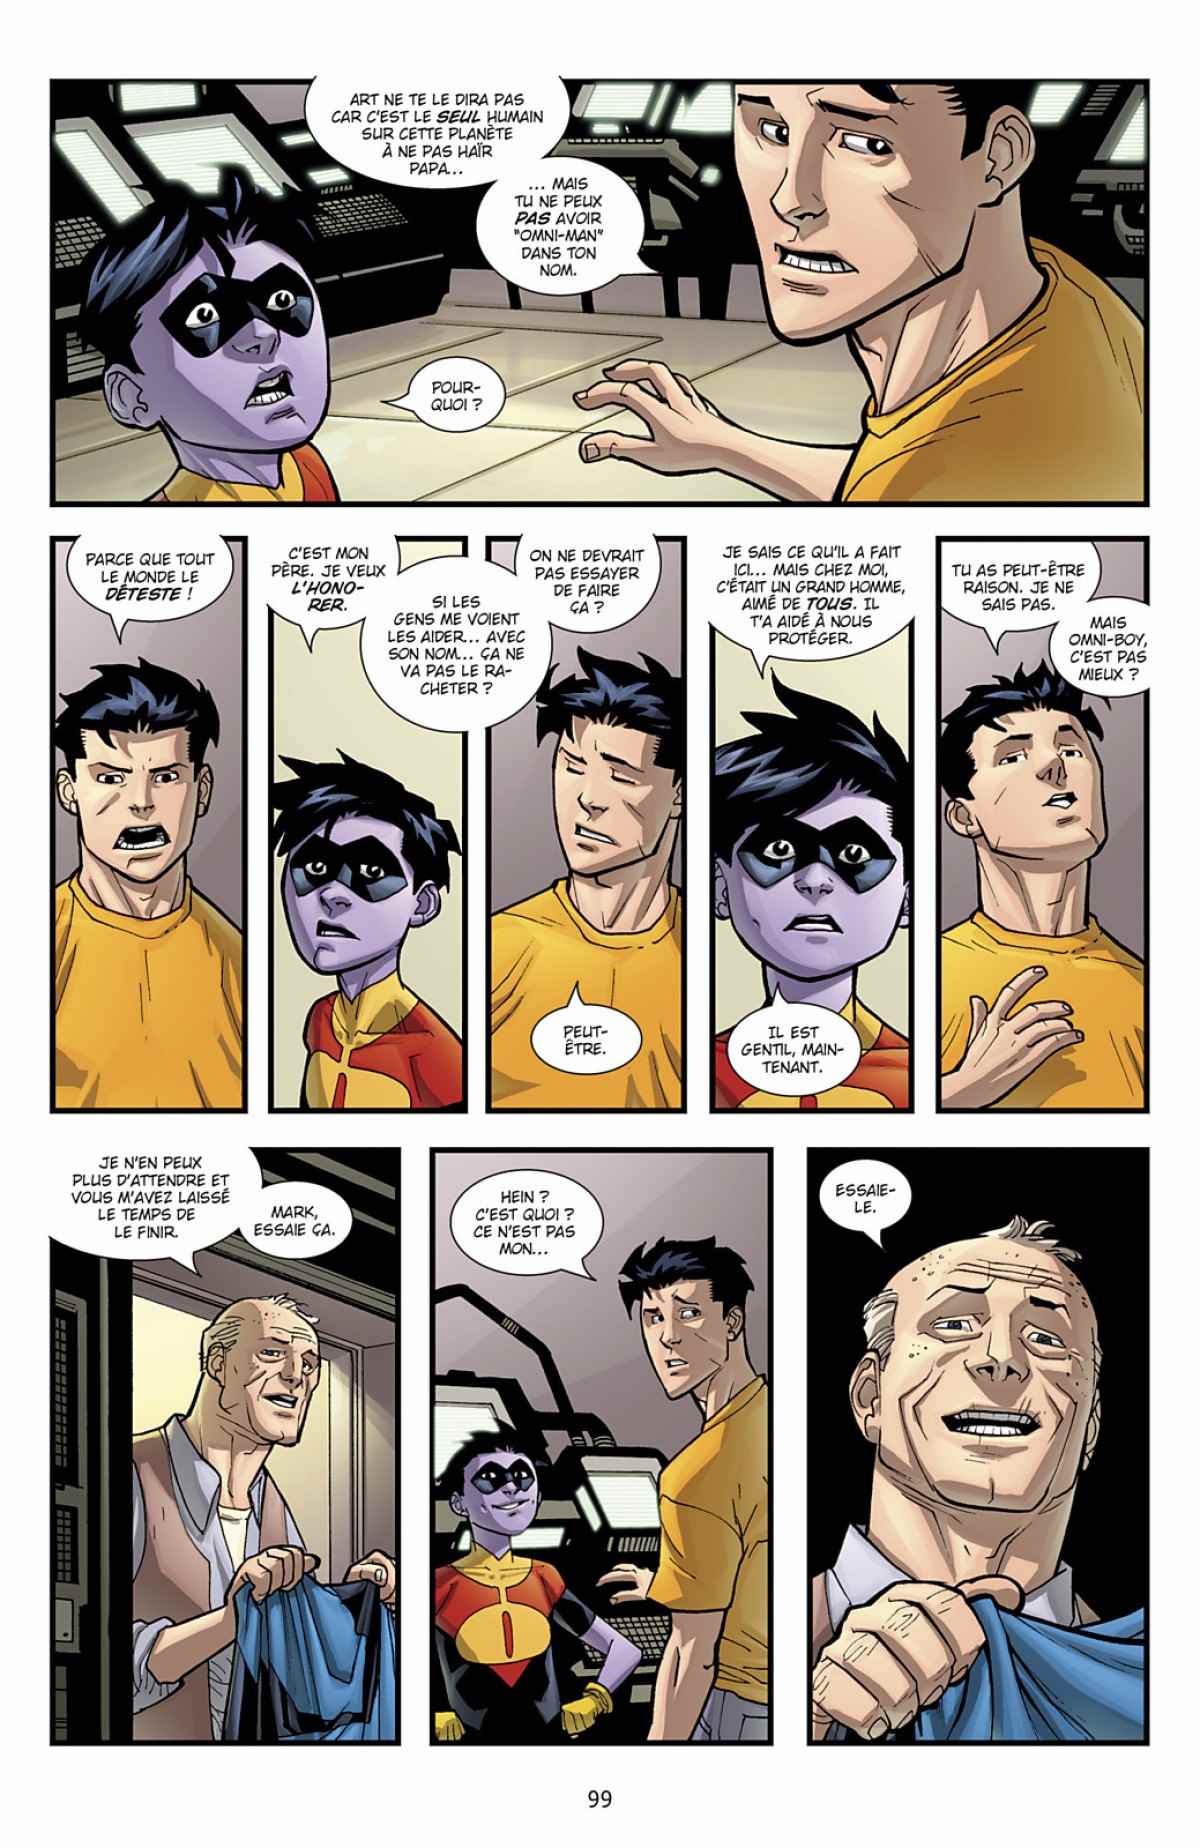 ART NE TE LE DIRA PAS
CAR C'EST LE SEUL HUMAIN
SUR CETTE PLANÈTE
À NE PAS HAÏR
PAPA...
... MAIS
TU NE PEUX
PAS AVOIR
"OMNI-MAN"
DANS TON
NOM.
POUR-
QUOI ?
PARCE QUE TOUT
LE MONDE LE
DÉTESTE !
C'EST MON
PÈRE. JE VEUX
L'HONO-
RER.
SI LES
GENS ME VOIENT
LES AIDER... AVEC
SON NOM... ÇA NE
VA PAS LE RA-
CHETER ?
ON NE DEVRAIT
PAS ESSAYER
DE FAIRE
ÇA ?
PEUT-
ÊTRE.
JE SAIS CE QU'IL A FAIT
ICI... MAIS CHEZ MOI,
C'ÉTAIT UN GRAND HOMME,
AIMÉ DE TOUS. IL
T'A AIDÉ À NOUS
PROTÉGER.
IL EST
GENTIL, MAIN-
TENANT.
TU AS PEUT-ÊTRE
RAISON. JE NE
SAIS PAS.
MAIS
OMNI-BOY,
C'EST PAS
MIEUX ?
JE N'EN PEUX
PLUS D'ATTENDRE ET
VOUS M'AVEZ LAISSÉ
LE TEMPS DE
LE FINIR.
MARK,
ESSAIE ÇA.
HEIN ?
C'EST QUOI ?
CE N'EST PAS
MON...
ESSAIE-
LE.
99